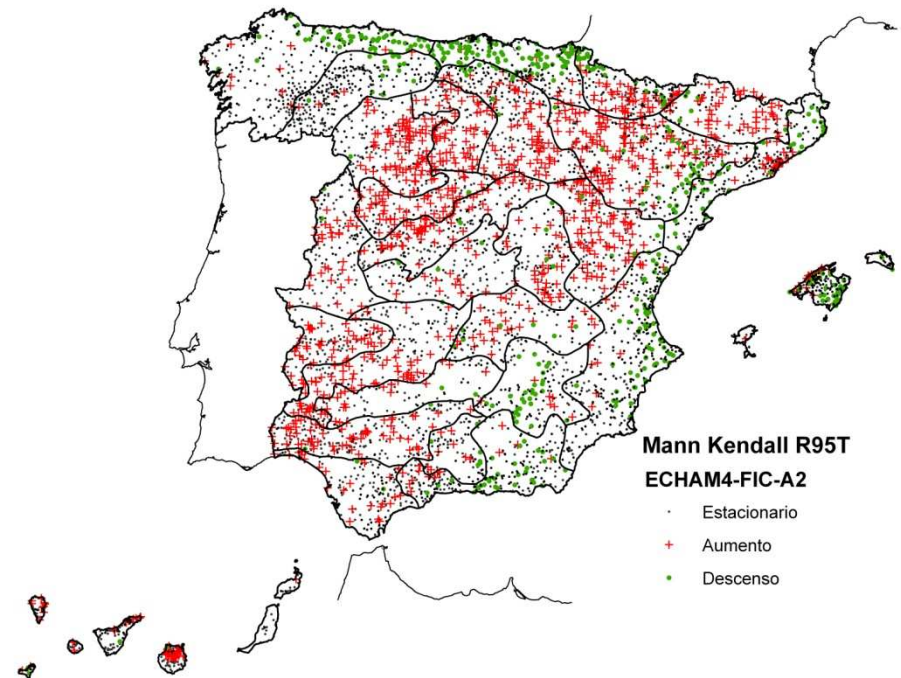 Mann Kendall R95T
ECHAM4-FIC-A2
Estacionario
Aumento
Descenso